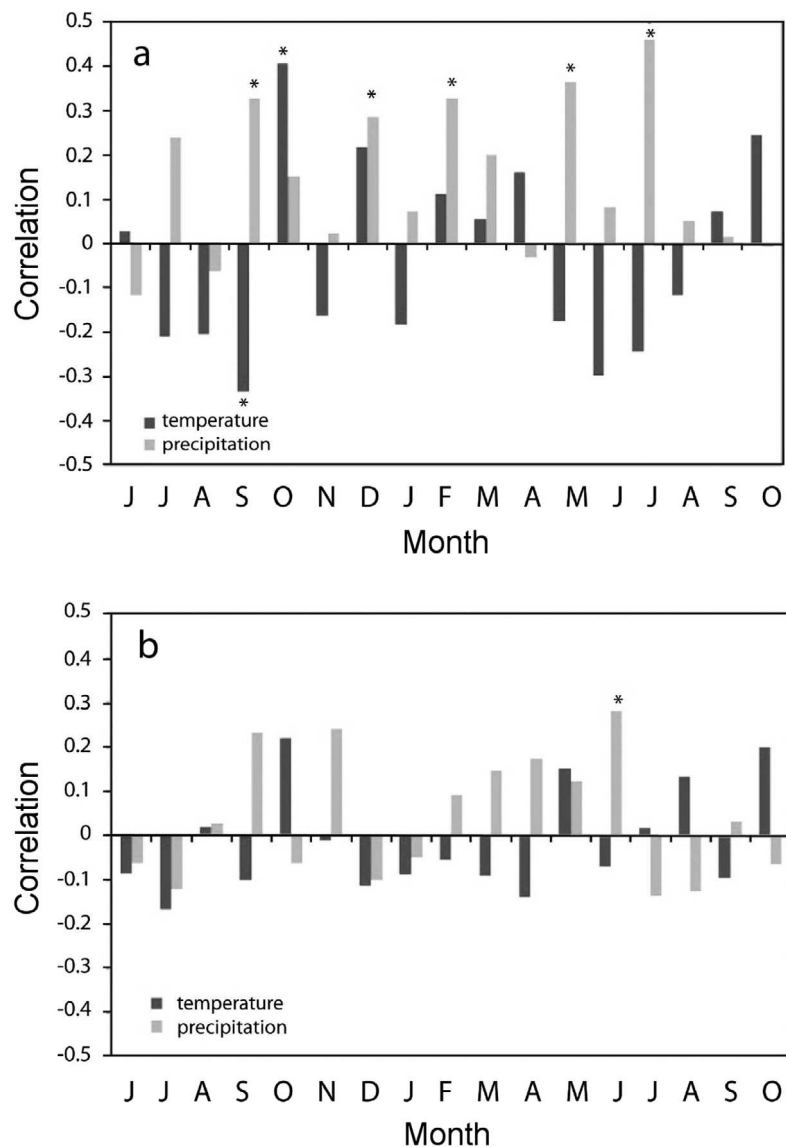 a
0.5
0.4
0.3
0.2
0.1
0
-0.1
-0.2
-0.3
-0.4
-0.5
Correlation
* * * * * * *
*
temperature
precipitation
J J A S O N D J F M A M J J A S O
Month
b
0.5
0.4
0.3
0.2
0.1
0
-0.1
-0.2
-0.3
-0.4
-0.5
Correlation
*
temperature
precipitation
J J A S O N D J F M A M J J A S O
Month